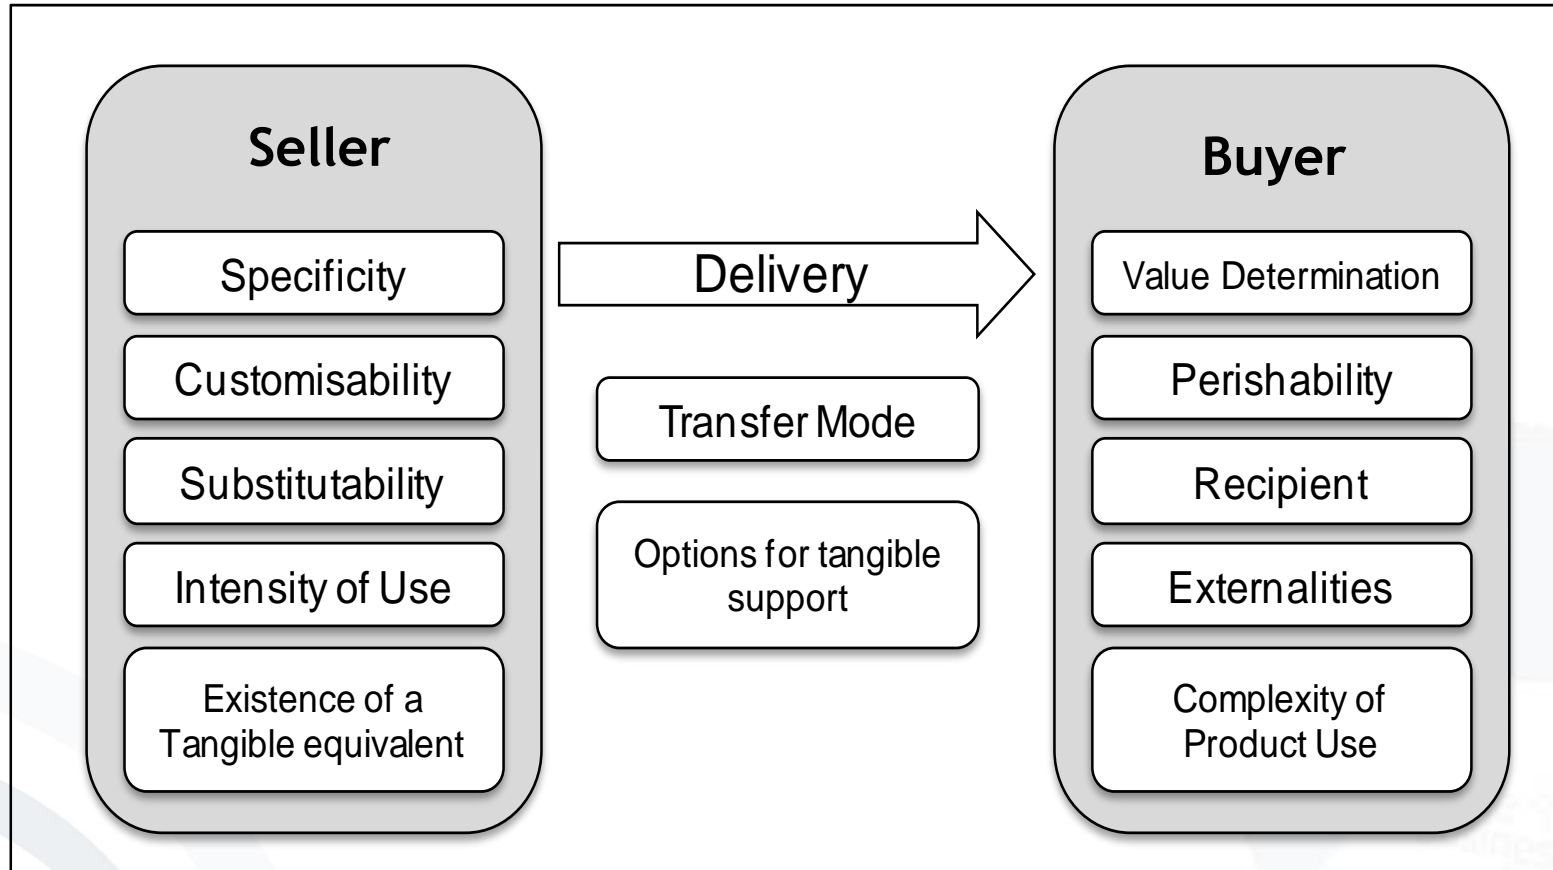 Seller
Specificity
Customisability
Substitutability
Intensity of Use
Existence of a
Tangible equivalent
Delivery
Transfer Mode
Options for tangible
support
Buyer
Value Determination
Perishability
Recipient
Externalities
Complexity of
Product Use